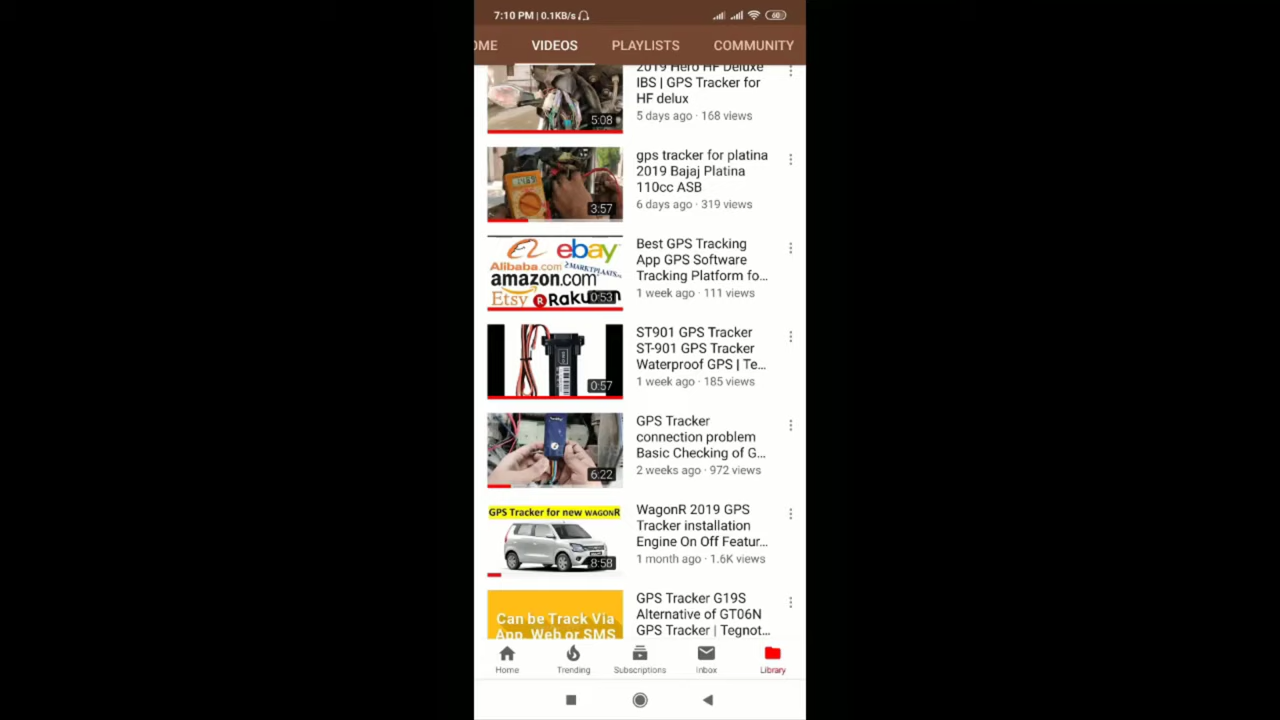 7:10 PM | 0.1KB/s
60
OME VIDEOS PLAYLISTS COMMUNITY
2019 Hero HF Deluxe
IBS | GPS Tracker for
HF delux
5 days ago · 168 views
5:08
gps tracker for platina
2019 Bajaj Platina
110cc ASB
6 days ago · 319 views
3:57
ebay
Alibaba.com
amazon.com
Etsy
Rakuten
0:53
Best GPS Tracking
App GPS Software
Tracking Platform fo...
1 week ago · 111 views
0:57
ST901 GPS Tracker
ST-901 GPS Tracker
Waterproof GPS | Te...
1 week ago · 185 views
6:22
GPS Tracker
connection problem
Basic Checking of G...
2 weeks ago · 972 views
GPS Tracker for new WAGONR
8:58
WagonR 2019 GPS
Tracker installation
Engine On Off Featur...
1 month ago · 1.6K views
Can be Track Via
App, Web or SMS
GPS Tracker G19S
Alternative of GT06N
GPS Tracker | Tegnot...
Home Trending Subscriptions Inbox Library